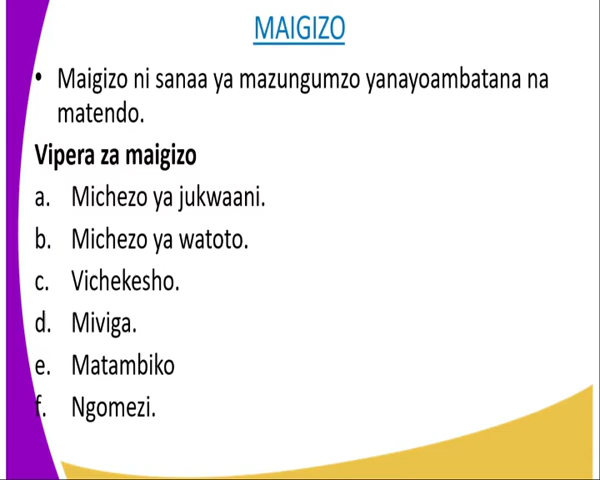 MAIGIZO
• Maigizo ni sanaa ya mazungumzo yanayoambatana na
matendo.
Vipera za maigizo
a. Michezo ya jukwaani.
b. Michezo ya watoto.
c. Vichekesho.
d. Miviga.
e. Matambiko
f. Ngomezi.